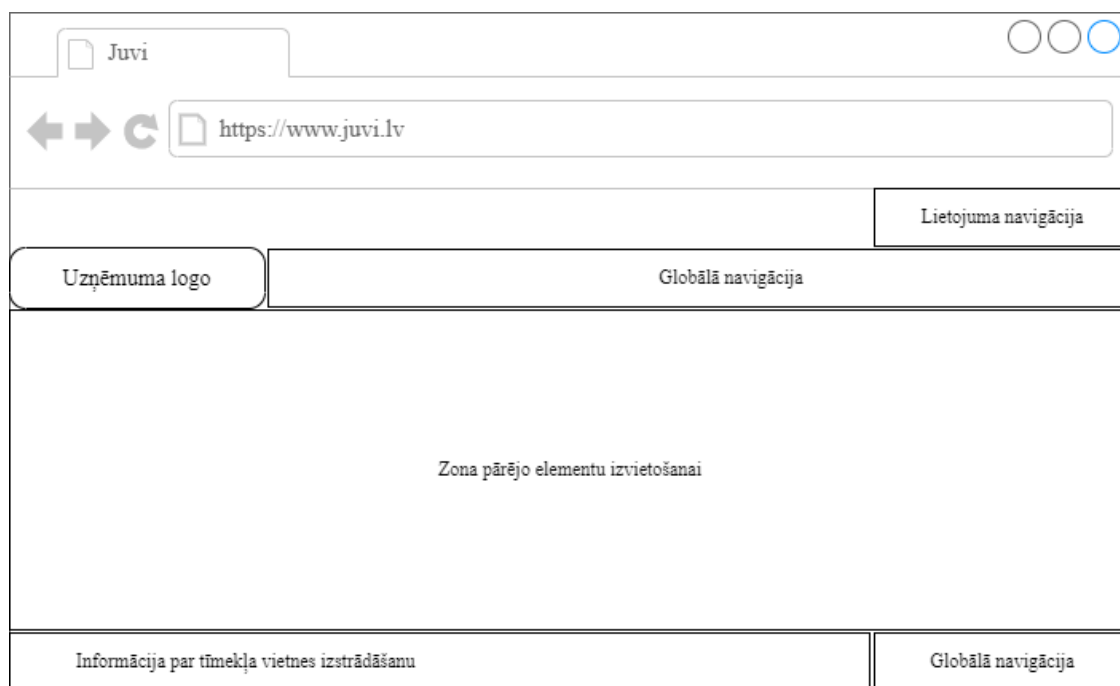 Juvi
https://www.juvi.lv
Lietojuma navigācija
Uzņēmuma logo
Globālā navigācija
Zona pārējo elementu izvietošanai
Informācija par tīmekļa vietnes izstrādāšanu
Globālā navigācija